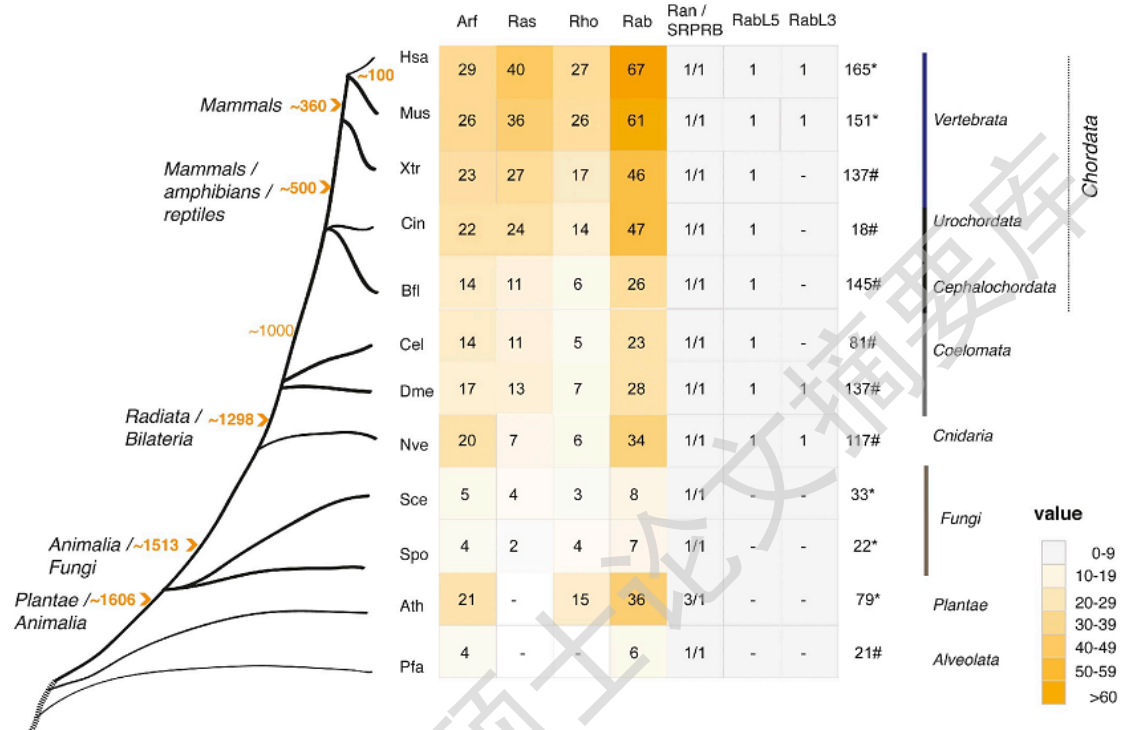 Arf Ras Rho Rab Ran / SRPRB RabL5 RabL3
Hsa 29 40 27 67 1/1 1 1 165*
~100
Mammals ~360
Mus 26 36 26 61 1/1 1 1 151*
Vertebrata
Chordata
Mammals / amphibians / reptiles ~500
Xtr 23 27 17 46 1/1 1 - 137#
Cin 22 24 14 47 1/1 1 - 18#
Urochordata
Bfl 14 11 6 26 1/1 1 - 145#
Cephalochordata
~1000
Cel 14 11 5 23 1/1 1 - 81#
Coelomata
Dme 17 13 7 28 1/1 1 1 137#
Radiata / Bilateria ~1298
Nve 20 7 6 34 1/1 1 1 117#
Cnidaria
Sce 5 4 3 8 1/1 - - 33*
Fungi
Animalia / Fungi ~1513
Spo 4 2 4 7 1/1 - - 22*
Plantae / Animalia ~1606
Ath 21 - 15 36 3/1 - - 79*
Plantae
Pfa 4 - - 6 1/1 - - 21#
Alveolata
value
0-9
10-19
20-29
30-39
40-49
50-59
>60
硕士论文摘要库